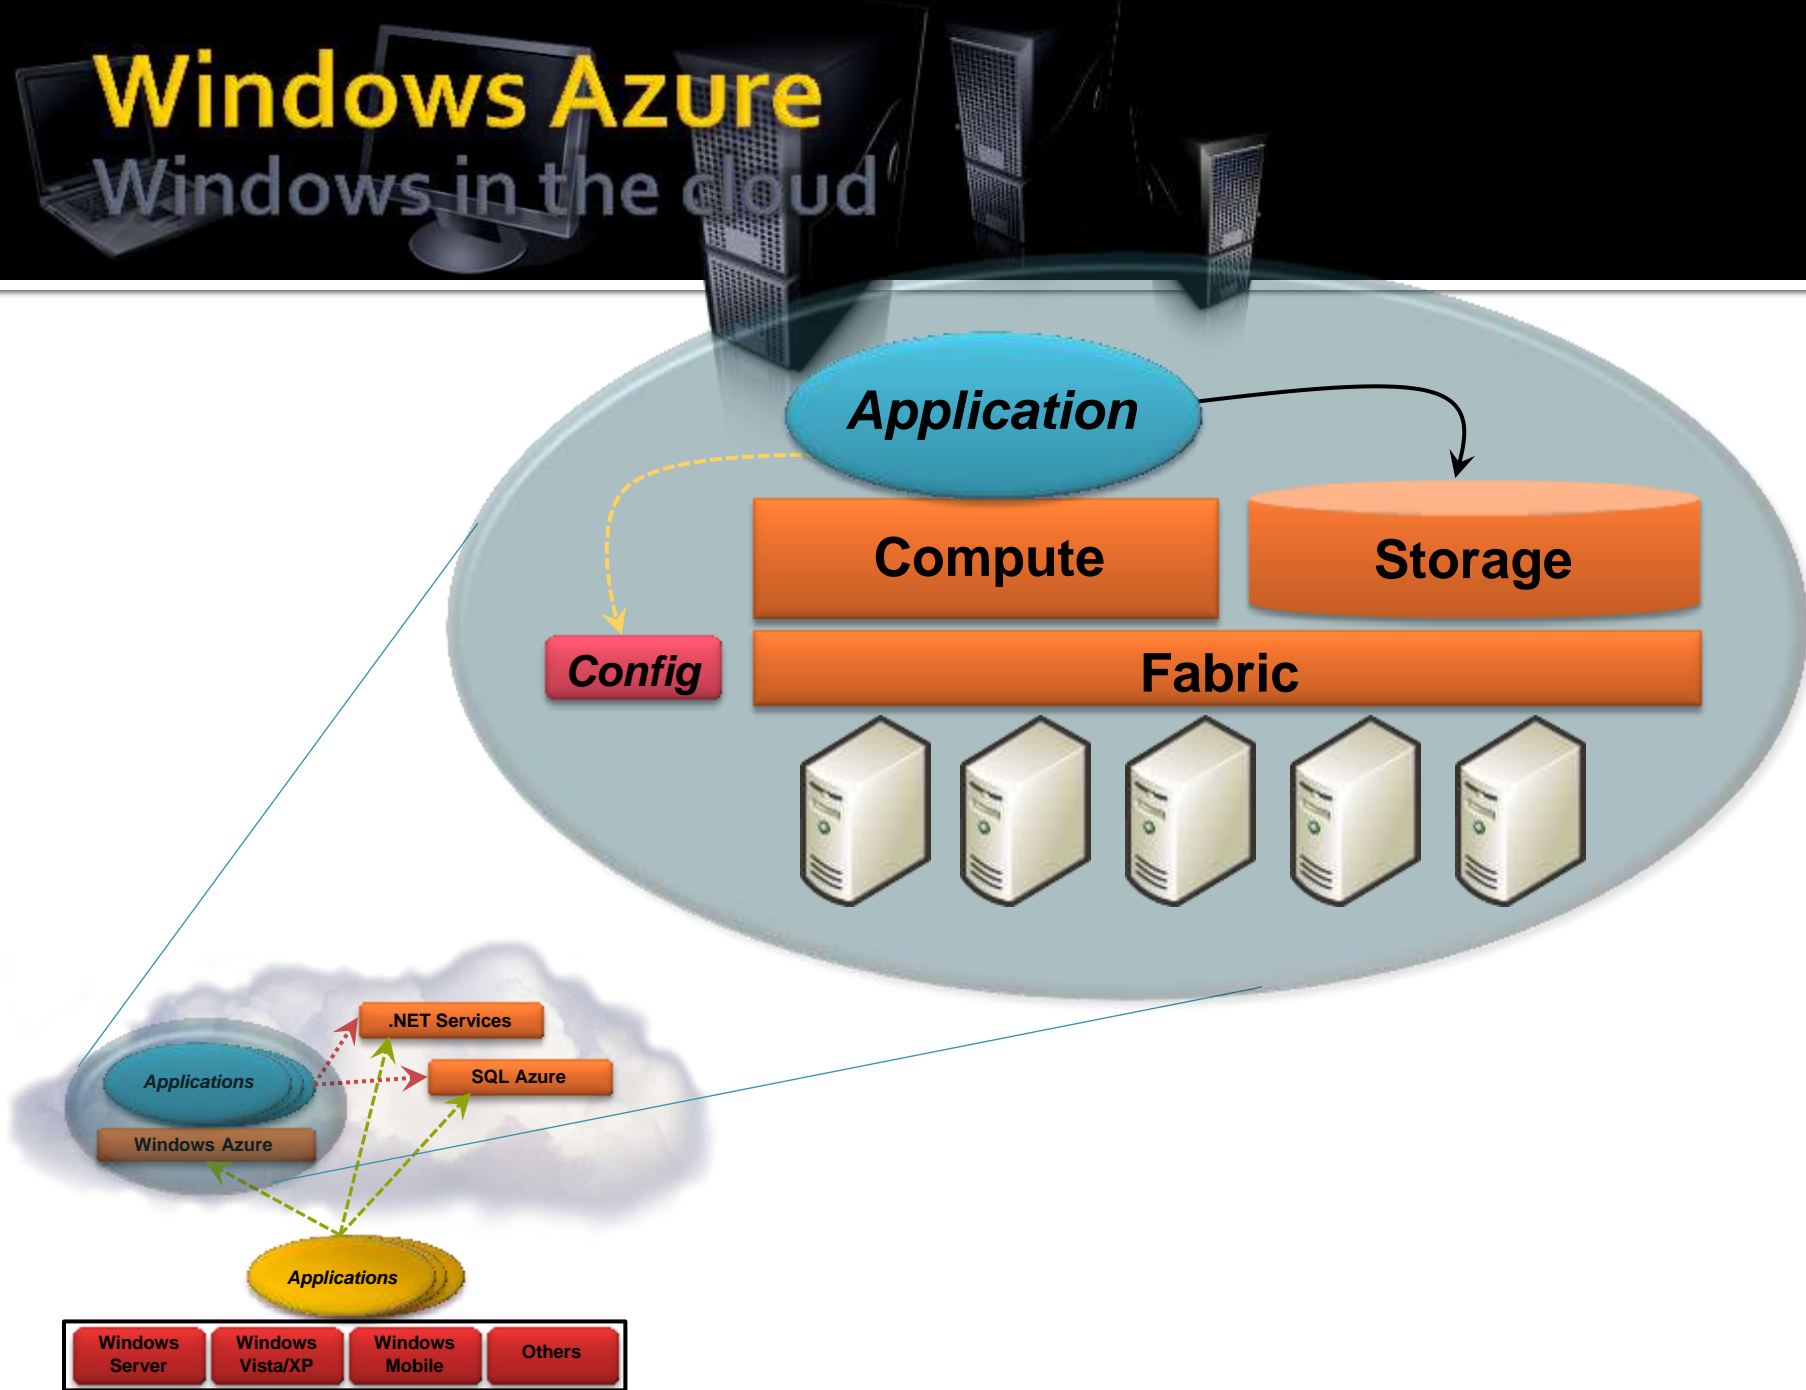 Windows Azure
Windows in the cloud
Application
Compute
Storage
Config
Fabric
.NET Services
SQL Azure
Applications
Windows Azure
Applications
Windows
Server
Windows
Vista/XP
Windows
Mobile
Others